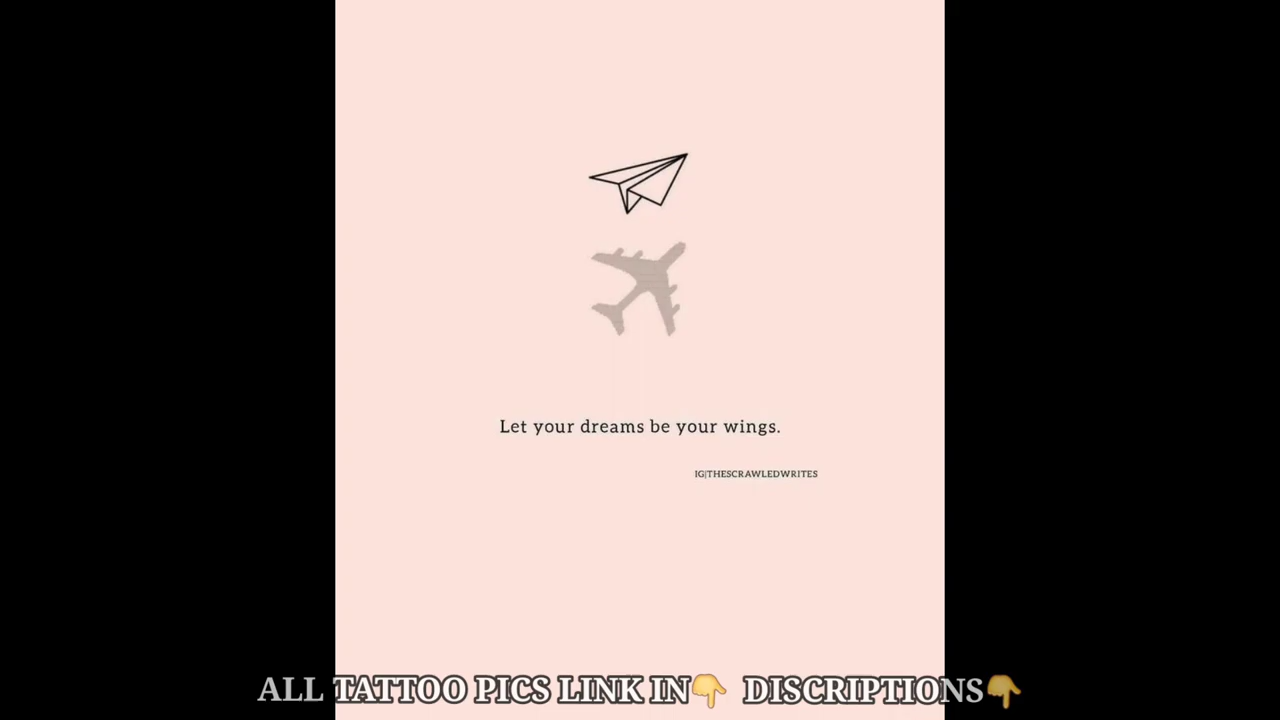 Let your dreams be your wings.
IG|THESCRAWLEDWRITES
ALL TATTOO PICS LINK IN👇 DISCRIPTIONS👇